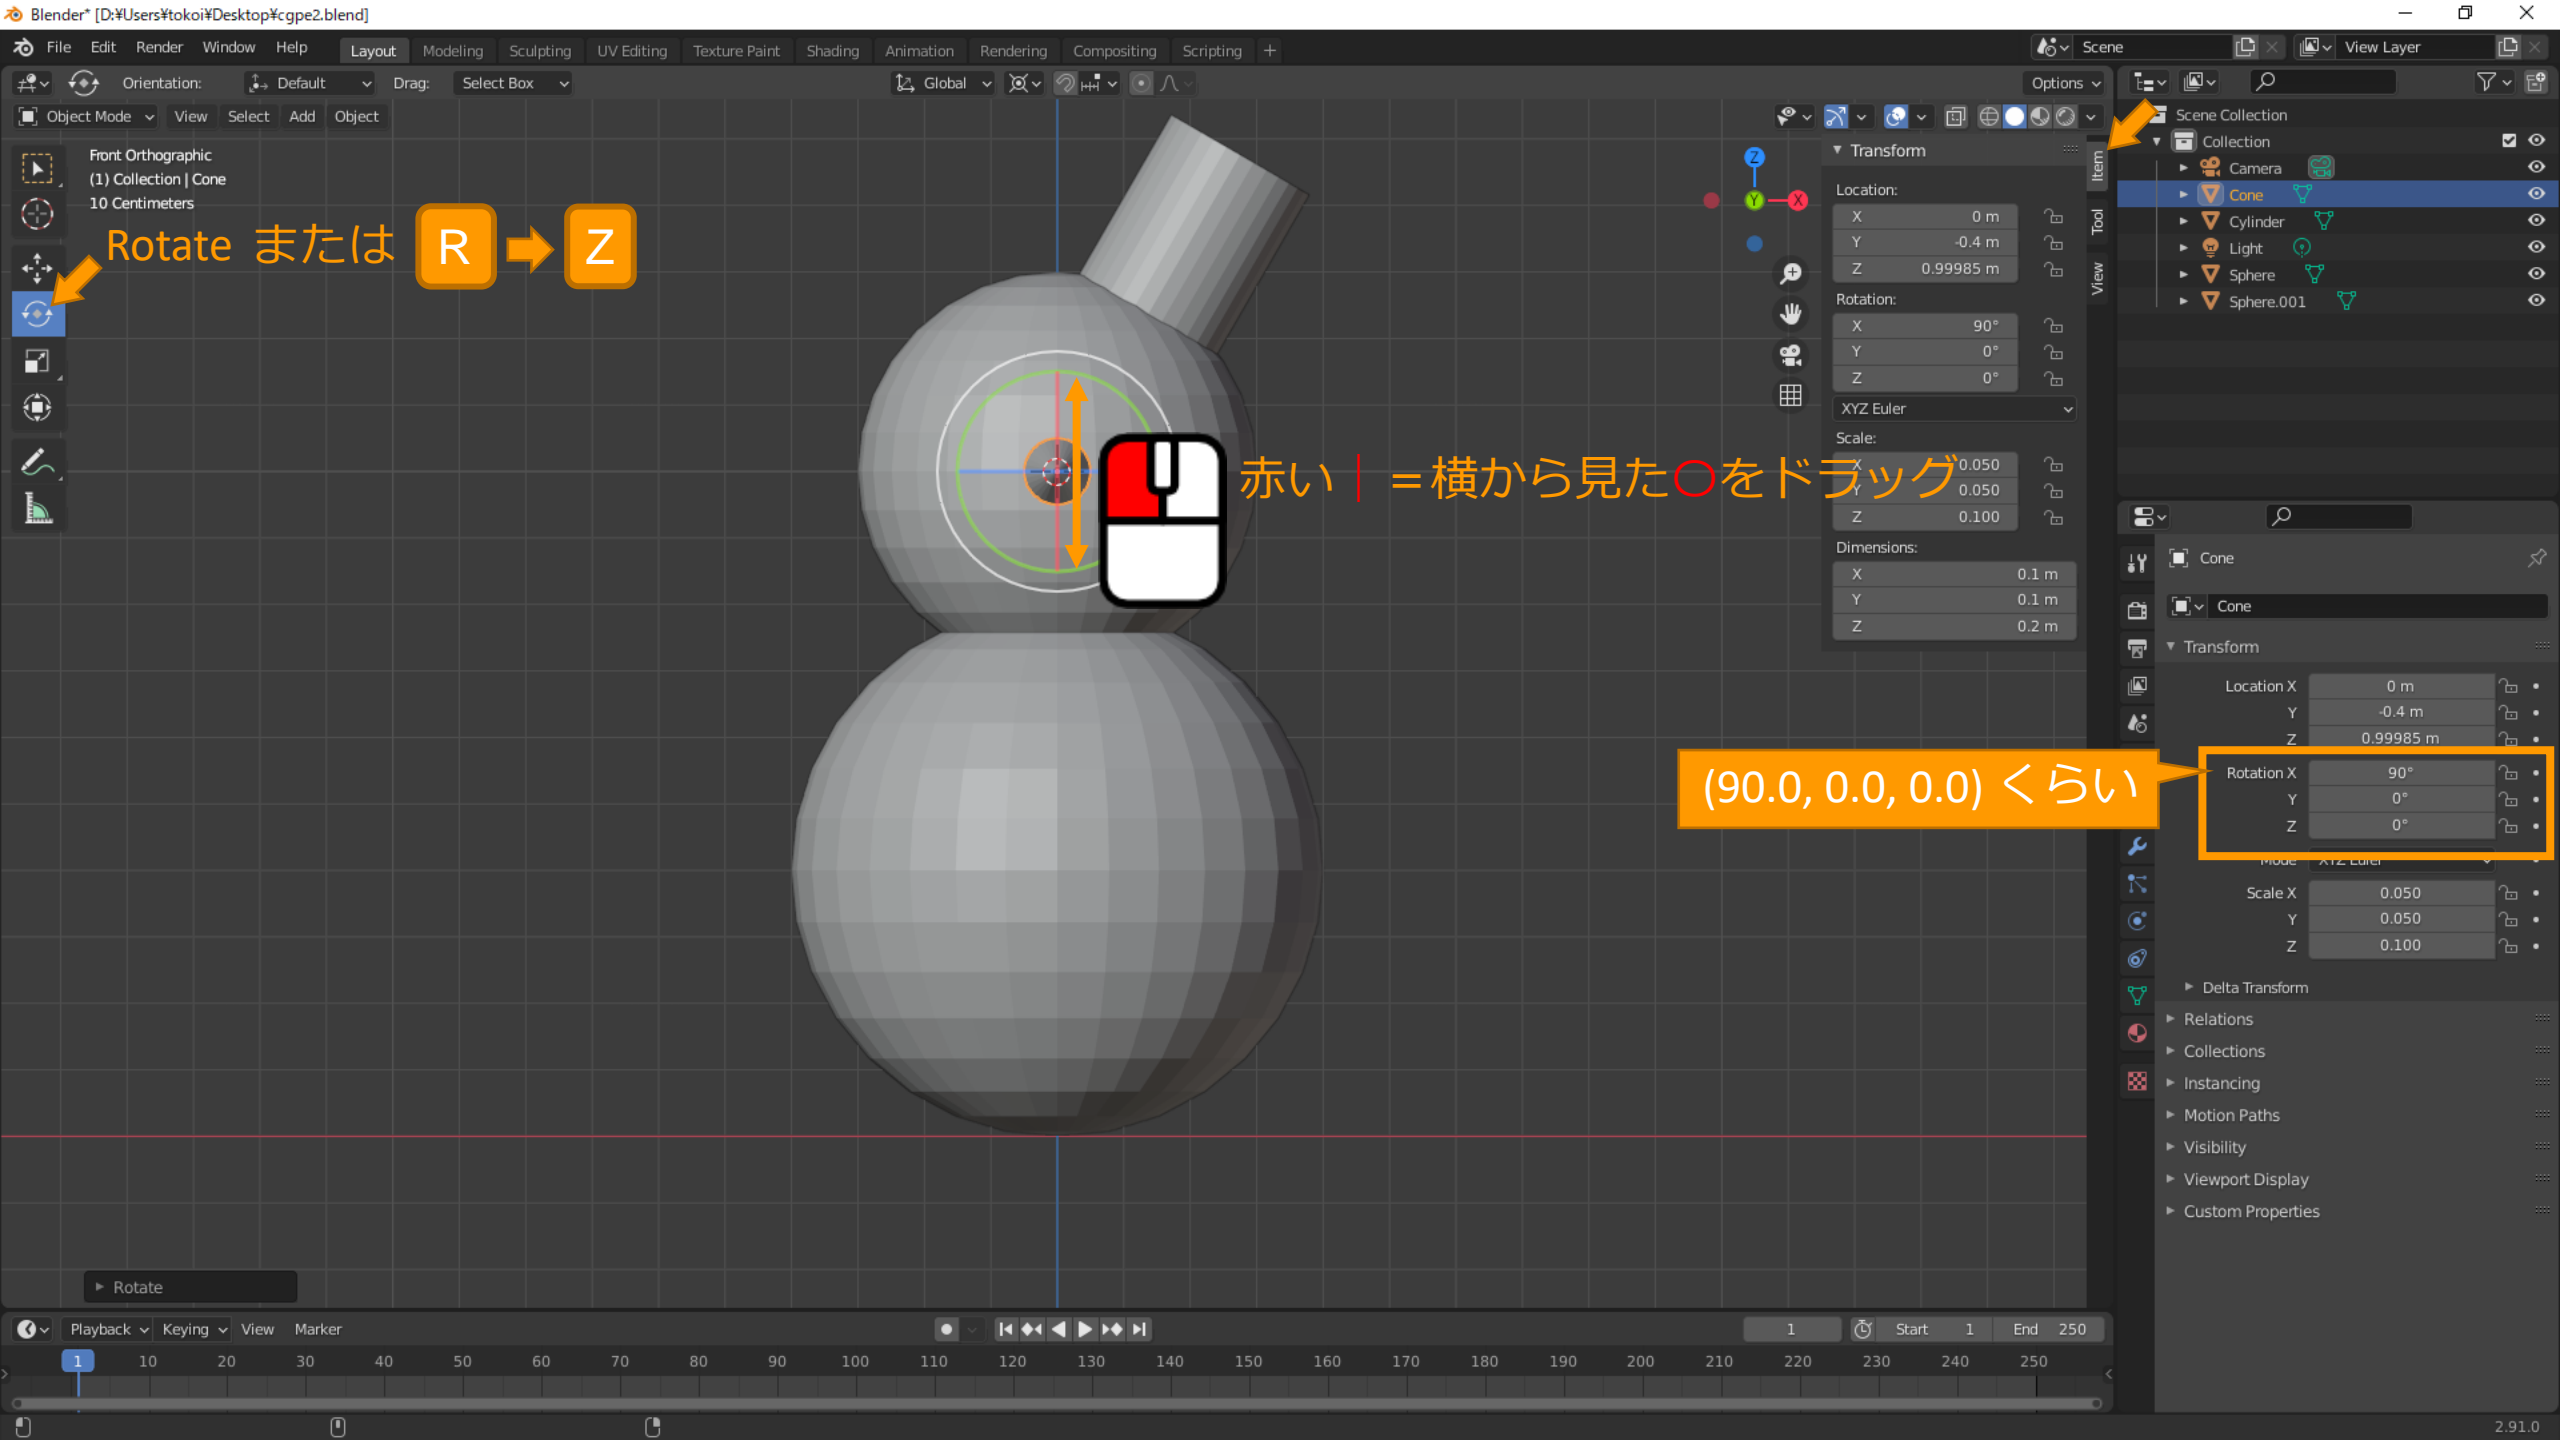 Blender* [D:¥Users¥tokoi¥Desktop¥cgpe2.blend]
File Edit Render Window Help Layout Modeling Sculpting UV Editing Texture Paint Shading Animation Rendering Compositing Scripting + Scene View Layer
Orientation: Default Drag: Select Box Global Options
Object Mode View Select Add Object
Front Orthographic
(1) Collection | Cone
10 Centimeters
Rotate または R Z
赤い｜＝横から見た○をドラッグ
Z
Y
X
Transform
Location:
X 0 m
Y -0.4 m
Z 0.99985 m
Rotation:
X 90°
Y 0°
Z 0°
XYZ Euler
Scale:
X 0.050
Y 0.050
Z 0.100
Dimensions:
X 0.1 m
Y 0.1 m
Z 0.2 m
Item
Tool
View
Scene Collection
Collection
Camera
Cone
Cylinder
Light
Sphere
Sphere.001
Cone
Cone
Transform
Location X 0 m
Y -0.4 m
Z 0.99985 m
(90.0, 0.0, 0.0) くらい
Rotation X 90°
Y 0°
Z 0°
Mode XYZ Euler
Scale X 0.050
Y 0.050
Z 0.100
Delta Transform
Relations
Collections
Instancing
Motion Paths
Visibility
Viewport Display
Custom Properties
Rotate
Playback Keying View Marker 1 Start 1 End 250
1 10 20 30 40 50 60 70 80 90 100 110 120 130 140 150 160 170 180 190 200 210 220 230 240 250
2.91.0